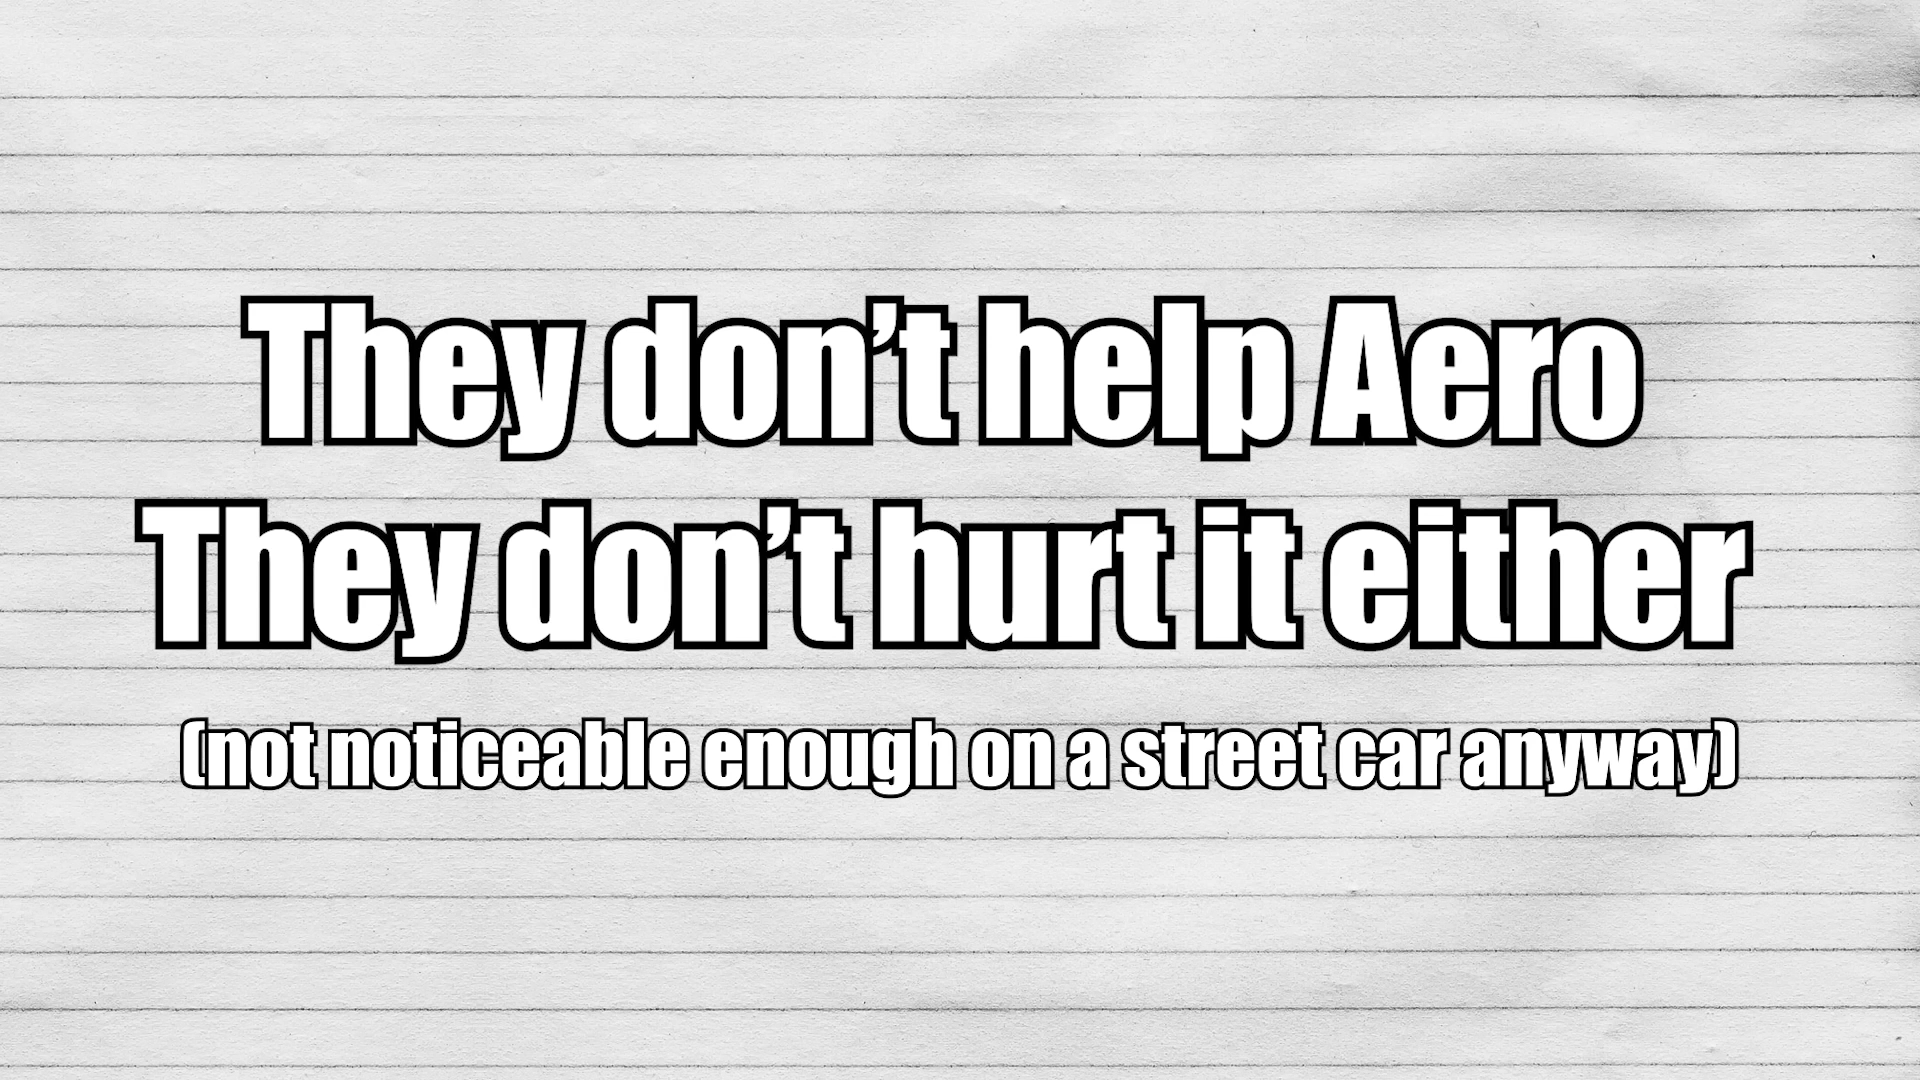 They don’t help Aero
They don’t hurt it either
(not noticeable enough on a street car anyway)